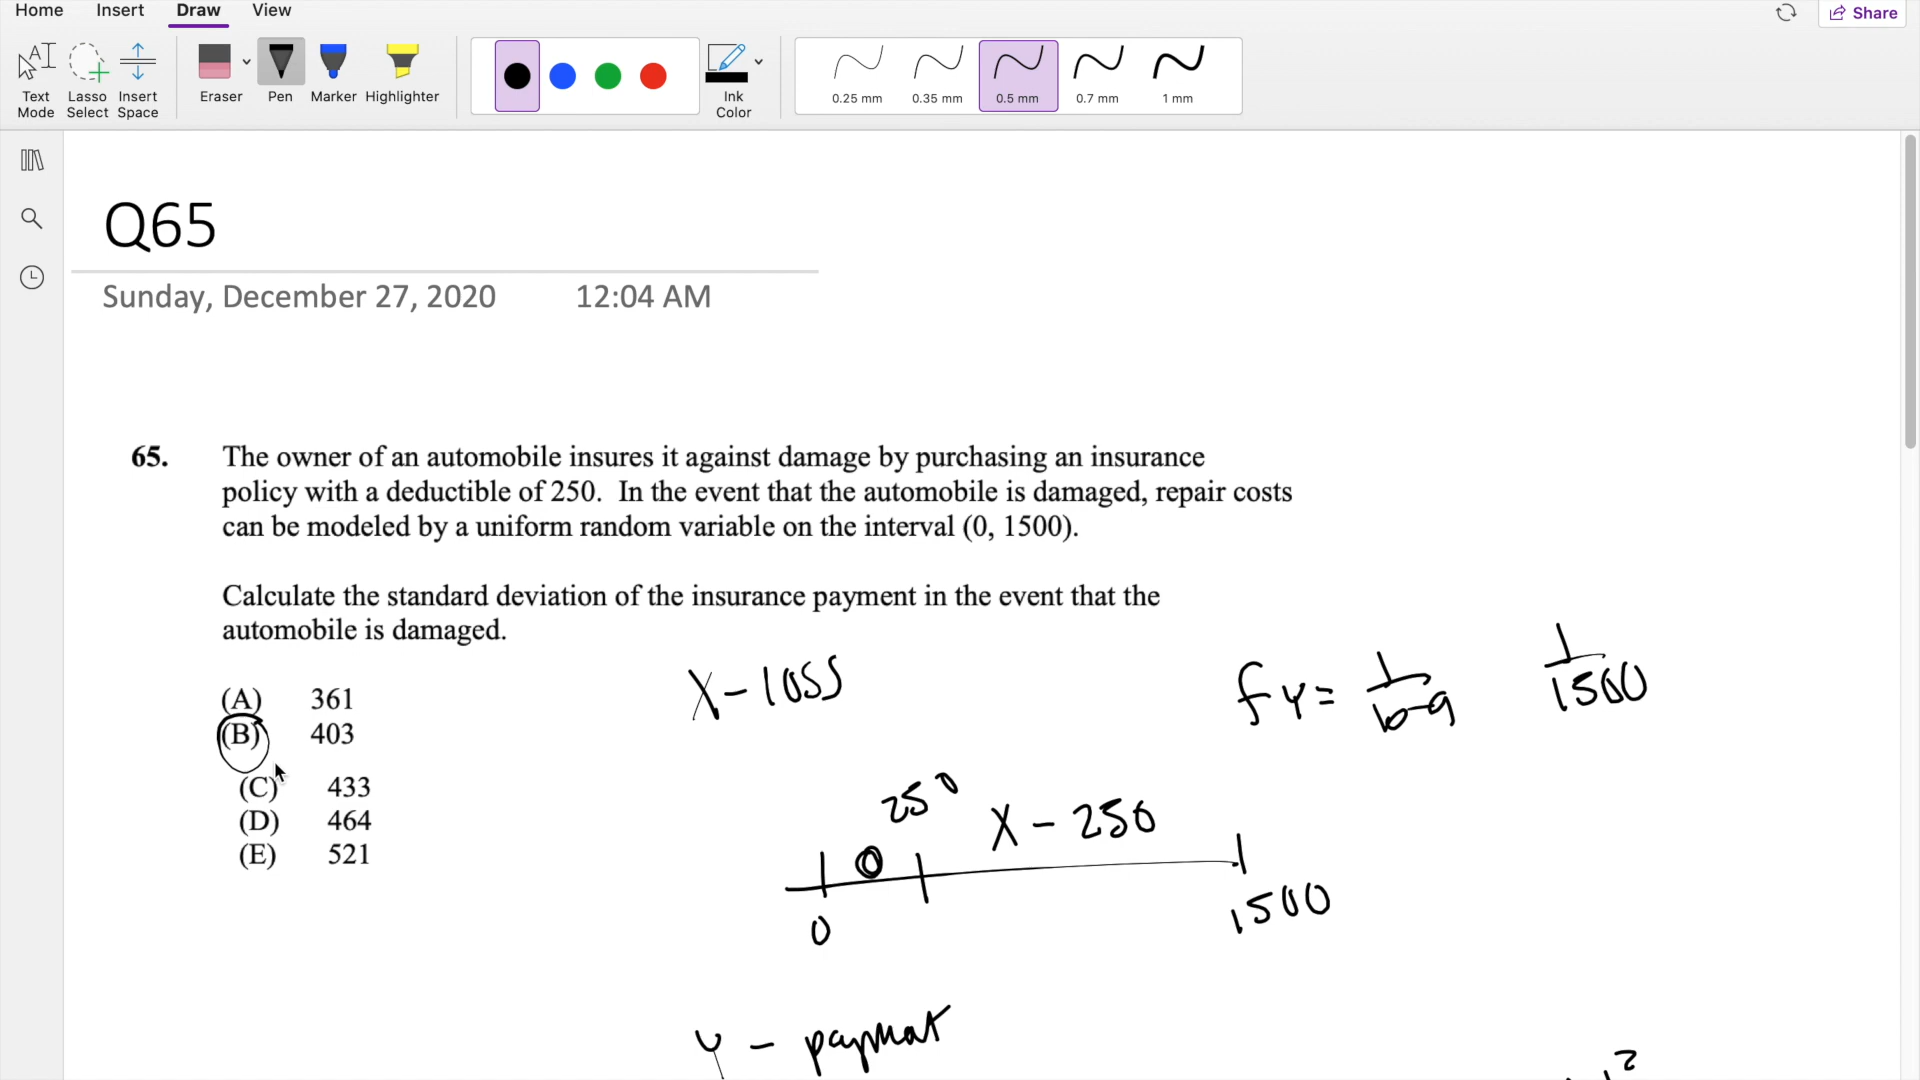 Home Insert Draw View
Share
Text Mode
Lasso Select
Insert Space
Eraser
Pen
Marker
Highlighter
Ink Color
0.25 mm
0.35 mm
0.5 mm
0.7 mm
1 mm
Q65
Sunday, December 27, 2020 12:04 AM
65. The owner of an automobile insures it against damage by purchasing an insurance
policy with a deductible of 250. In the event that the automobile is damaged, repair costs
can be modeled by a uniform random variable on the interval (0, 1500).
Calculate the standard deviation of the insurance payment in the event that the
automobile is damaged.
X - loss
fy = 1/b-a 1/1500
(A) 361
(B) 403
(C) 433
(D) 464
(E) 521
250 X - 250
0
0 1500
Y - payment
2